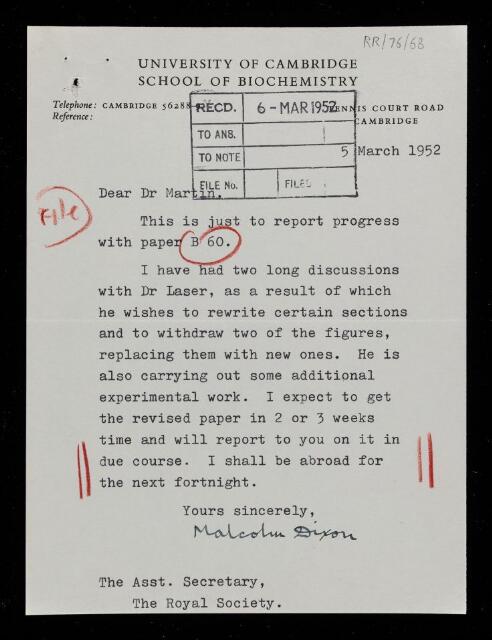 RR/76/68
UNIVERSITY OF CAMBRIDGE
SCHOOL OF BIOCHEMISTRY
Telephone: CAMBRIDGE 56288
Reference:
TENNIS COURT ROAD
CAMBRIDGE
RECD. 6-MAR 1952
TO ANS.
TO NOTE
FILE No. FILES
5 March 1952
Dear Dr Martin,
File
This is just to report progress
with paper B 60.
I have had two long discussions
with Dr Laser, as a result of which
he wishes to rewrite certain sections
and to withdraw two of the figures,
replacing them with new ones. He is
also carrying out some additional
experimental work. I expect to get
the revised paper in 2 or 3 weeks
time and will report to you on it in
due course. I shall be abroad for
the next fortnight.
Yours sincerely,
Malcolm Dixon
The Asst. Secretary,
The Royal Society.